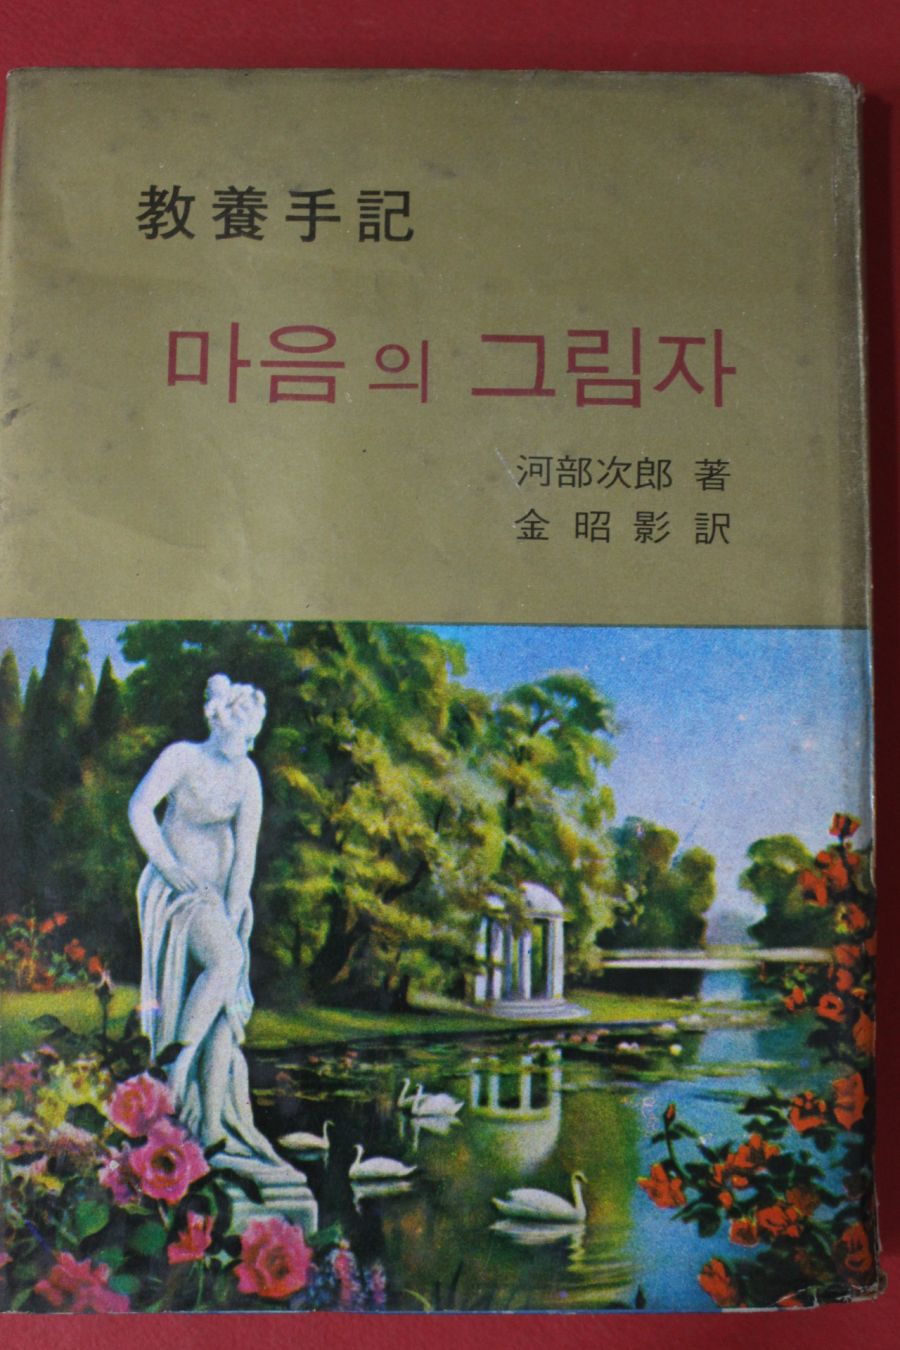 教養手記
마음의 그림자
河部次郎 著
金昭影 訳